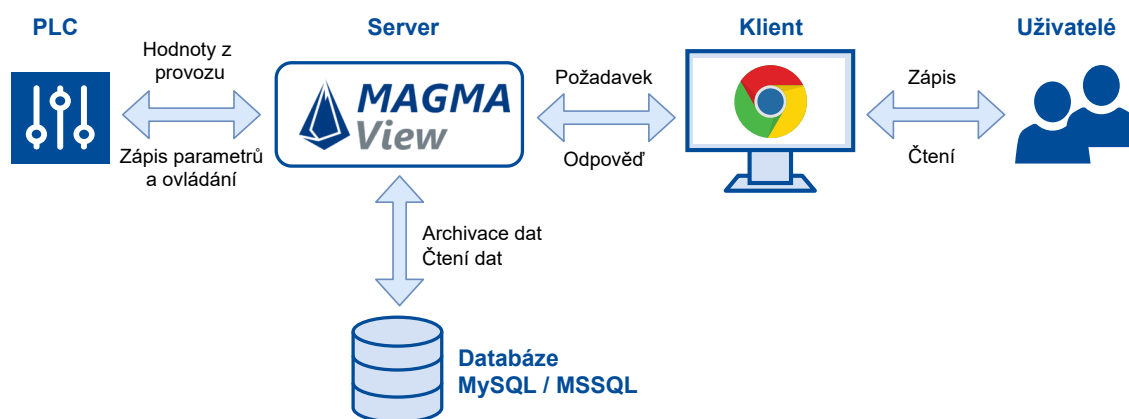 PLC
Server
Klient
Uživatelé
Hodnoty z
provozu
Zápis parametrů
a ovládání
MAGMA
View
Požadavek
Odpověď
Zápis
Čtení
Archivace dat
Čtení dat
Databáze
MySQL / MSSQL